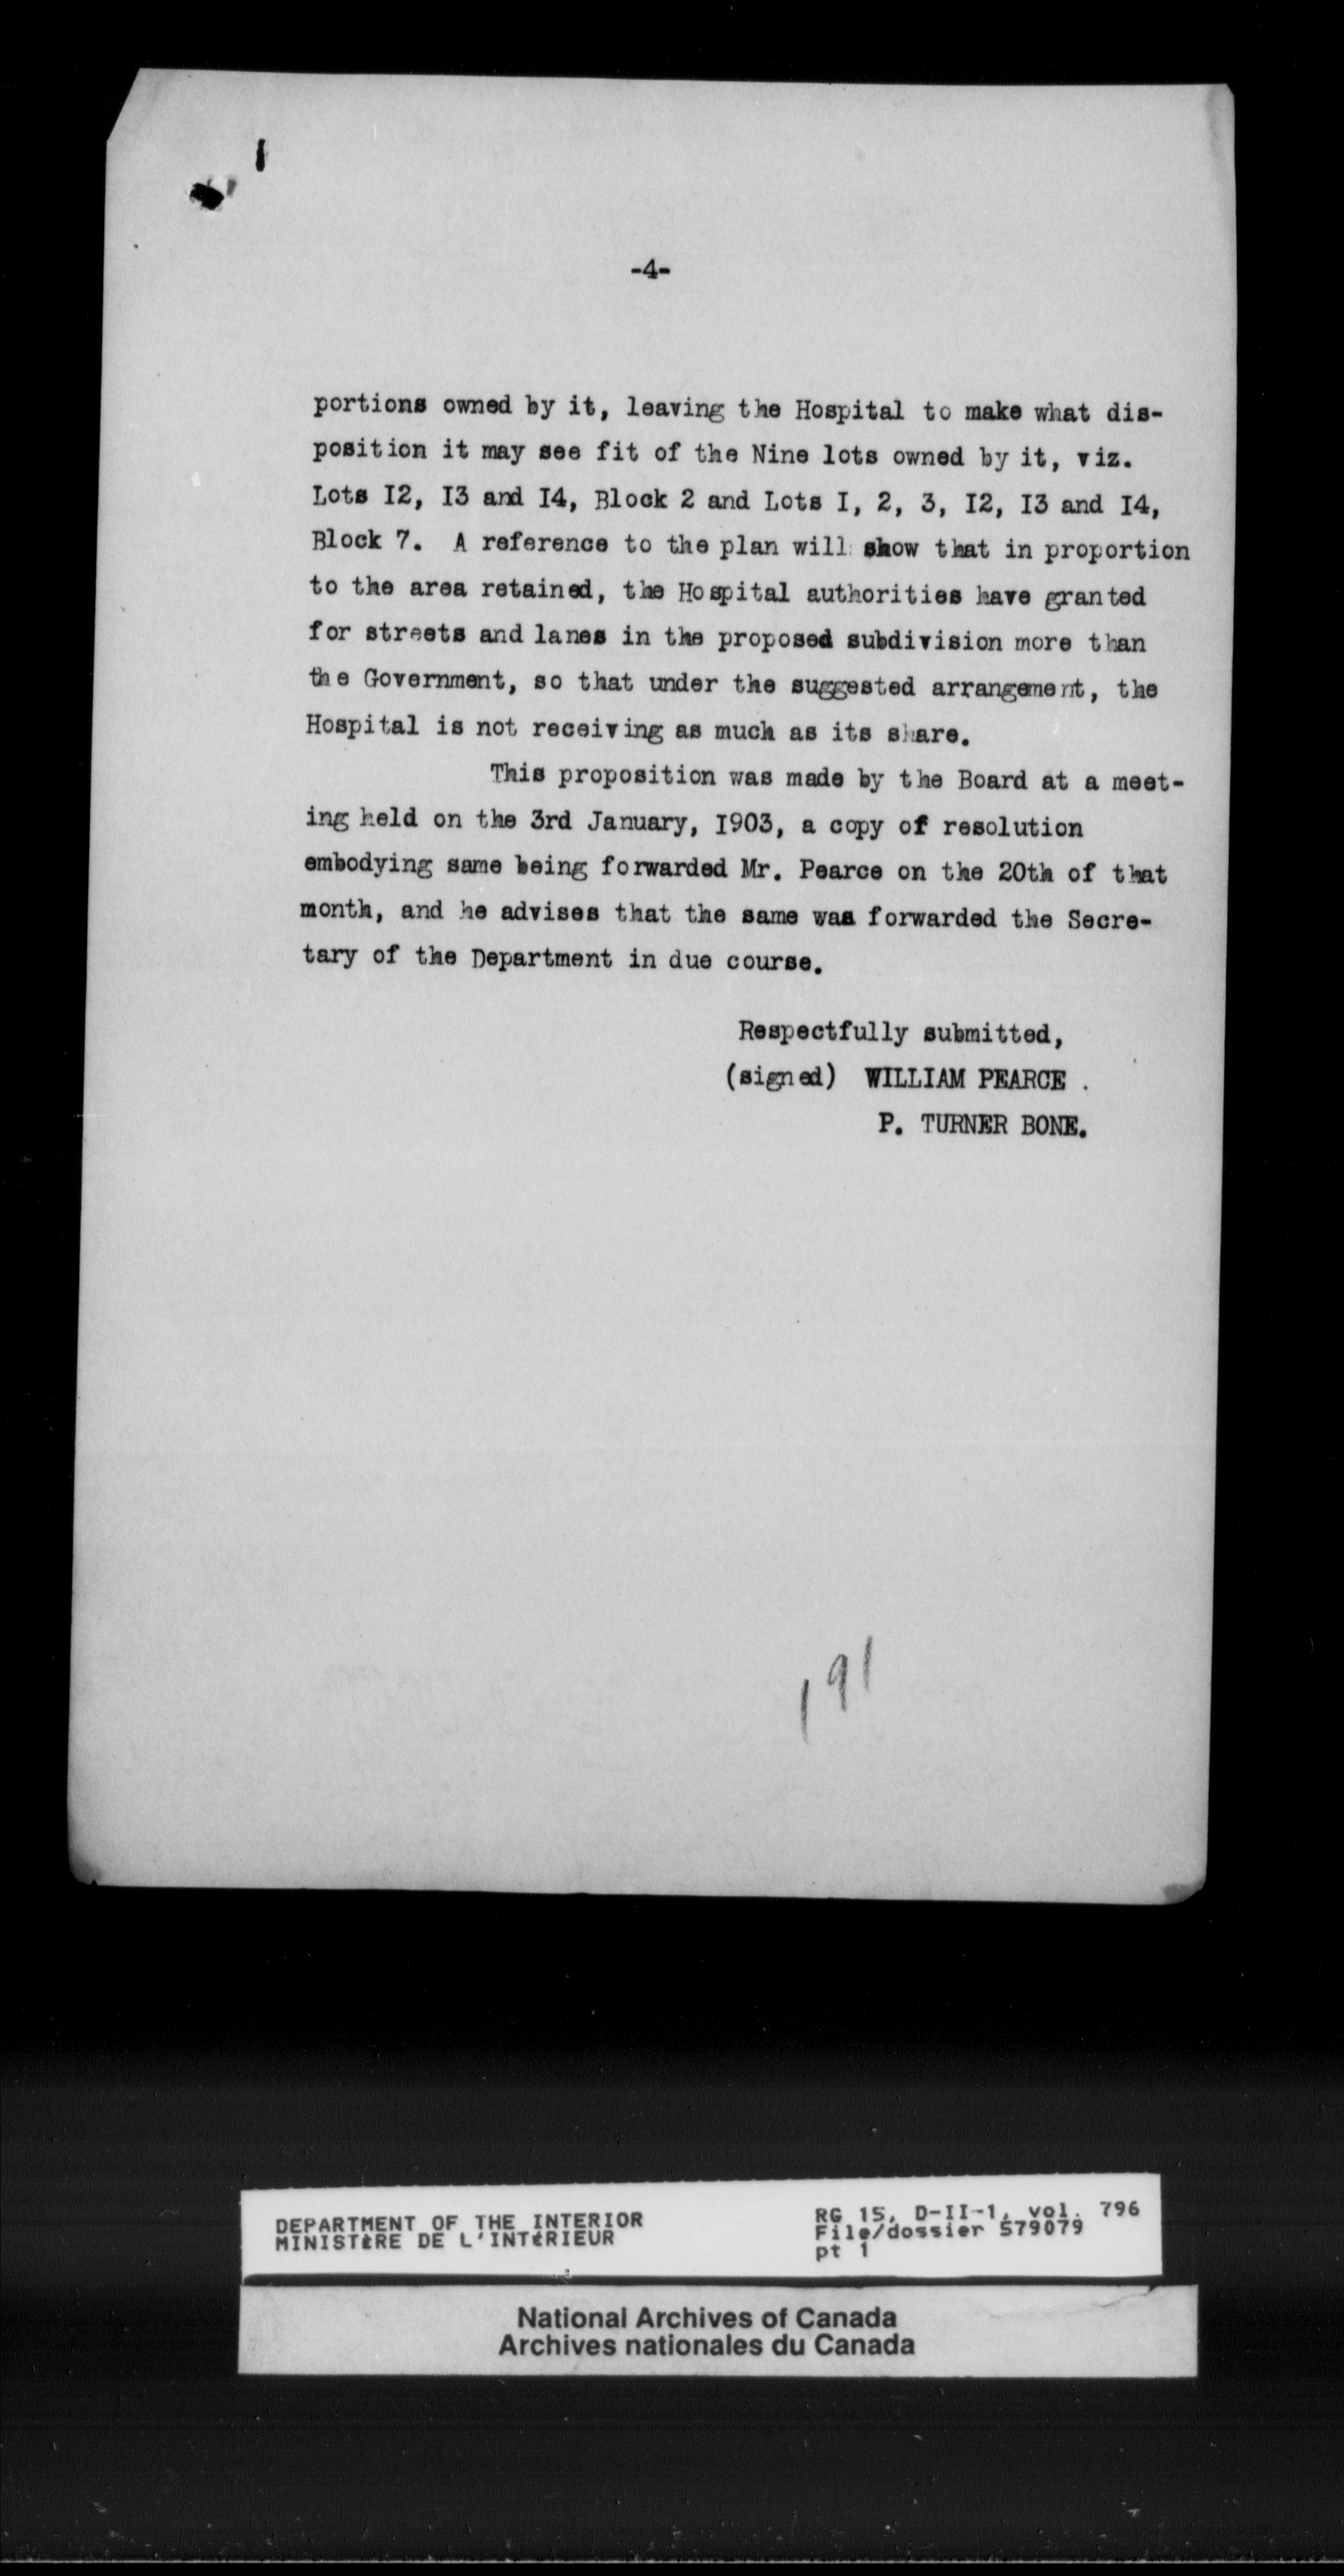 -4-
portions owned by it, leaving the Hospital to make what dis-
position it may see fit of the Nine lots owned by it, viz.
Lots I2, I3 and I4, Block 2 and Lots I, 2, 3, I2, I3 and I4,
Block 7. A reference to the plan will show that in proportion
to the area retained, the Hospital authorities have granted
for streets and lanes in the proposed subdivision more than
the Government, so that under the suggested arrangement, the
Hospital is not receiving as much as its share.
This proposition was made by the Board at a meet-
ing held on the 3rd January, I903, a copy of resolution
embodying same being forwarded Mr. Pearce on the 20th of that
month, and he advises that the same was forwarded the Secre-
tary of the Department in due course.
Respectfully submitted,
(signed) WILLIAM PEARCE .
P. TURNER BONE.
191
DEPARTMENT OF THE INTERIOR
MINISTÈRE DE L'INTÉRIEUR
RG 15, D-II-1, vol. 796
File/dossier 579079
pt 1
National Archives of Canada
Archives nationales du Canada